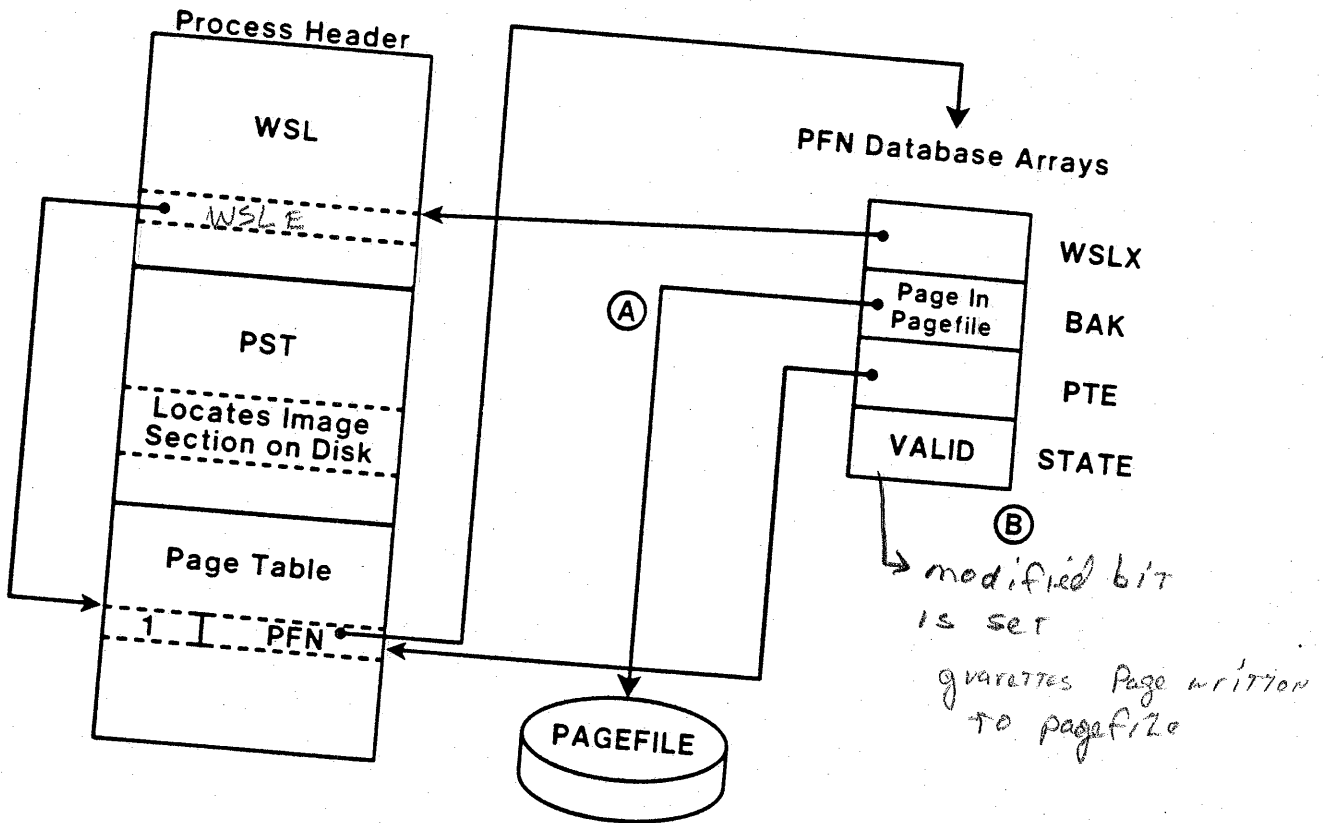 Process Header
WSL
WSLE
PST
Locates Image
Section on Disk
Page Table
1 PFN
PFN Database Arrays
WSLX
Page In
Pagefile
BAK
PTE
VALID
STATE
A
B
modified bit
is set
Page written
to pagefile
PAGEFILE